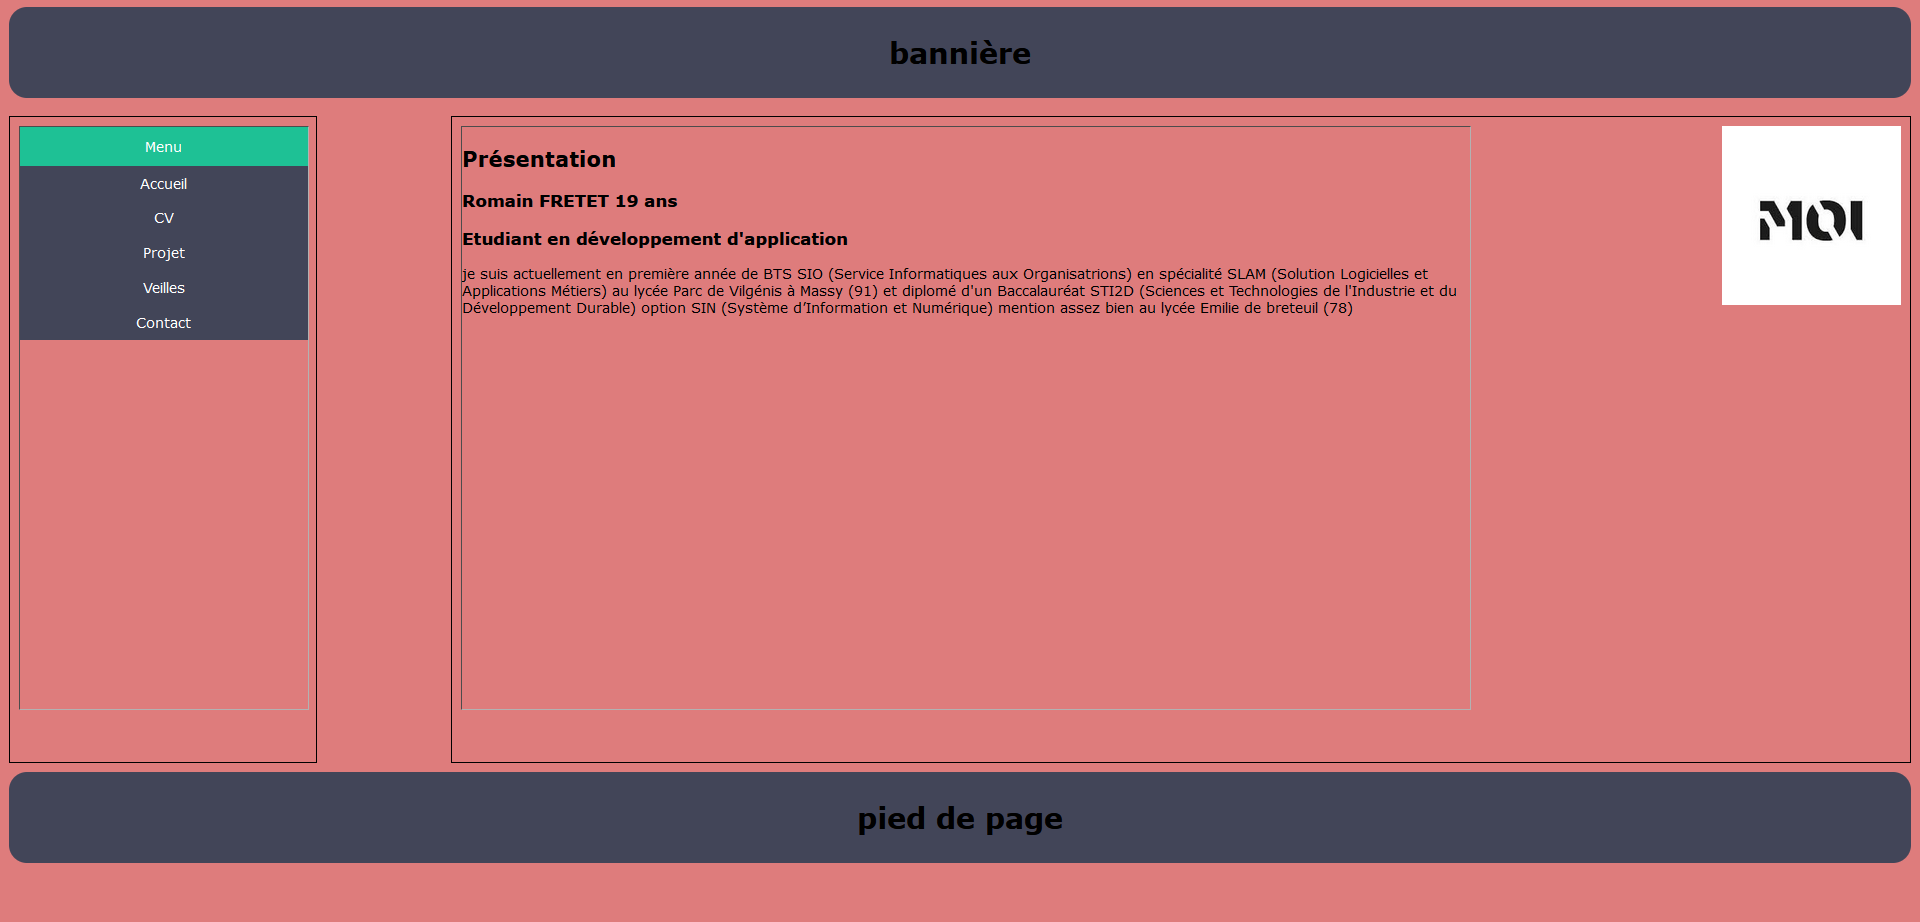 bannière
Menu
Accueil
CV
Projet
Veilles
Contact
Présentation
Romain FRETET 19 ans
Etudiant en développement d'application
je suis actuellement en première année de BTS SIO (Service Informatiques aux Organisatrions) en spécialité SLAM (Solution Logicielles et
Applications Métiers) au lycée Parc de Vilgénis à Massy (91) et diplomé d'un Baccalauréat STI2D (Sciences et Technologies de l'Industrie et du
Développement Durable) option SIN (Système d’Information et Numérique) mention assez bien au lycée Emilie de breteuil (78)
MOI
pied de page